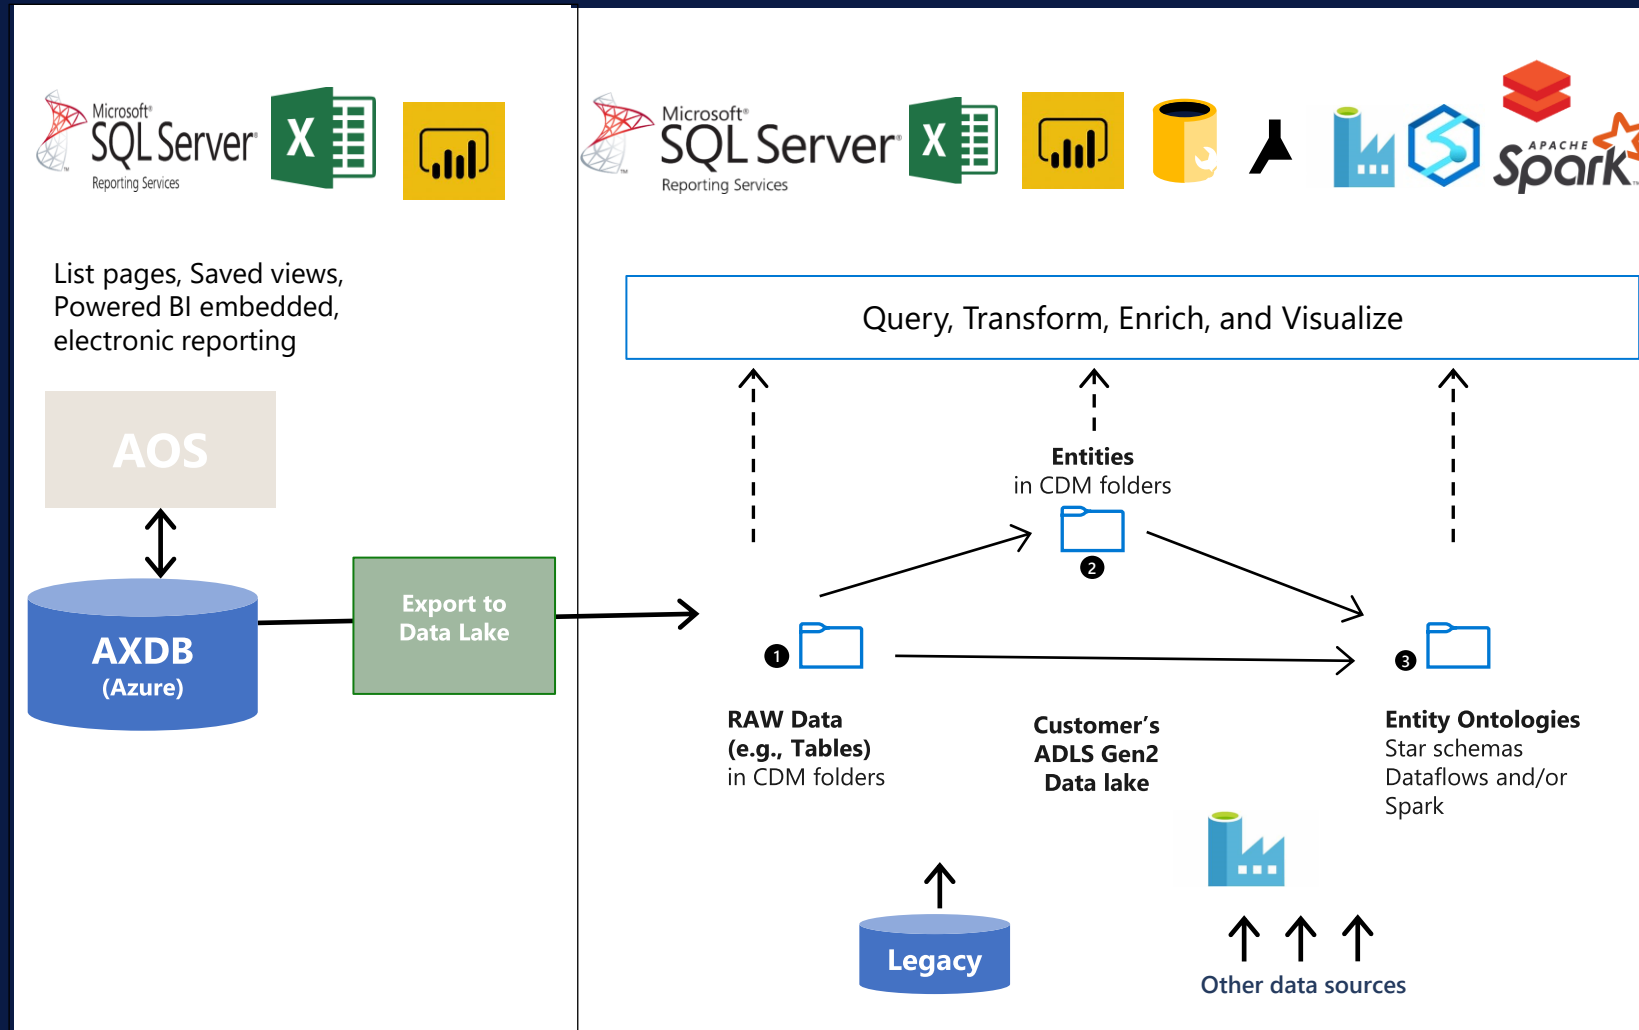 Microsoft®
SQL Server®
Reporting Services
X
List pages, Saved views,
Powered BI embedded,
electronic reporting
AOS
AXDB
(Azure)
Export to
Data Lake
Microsoft®
SQL Server®
Reporting Services
X
APACHE
Spark
Query, Transform, Enrich, and Visualize
Entities
in CDM folders
2
1
3
RAW Data
(e.g., Tables)
in CDM folders
Customer's
ADLS Gen2
Data lake
Entity Ontologies
Star schemas
Dataflows and/or
Spark
Legacy
Other data sources